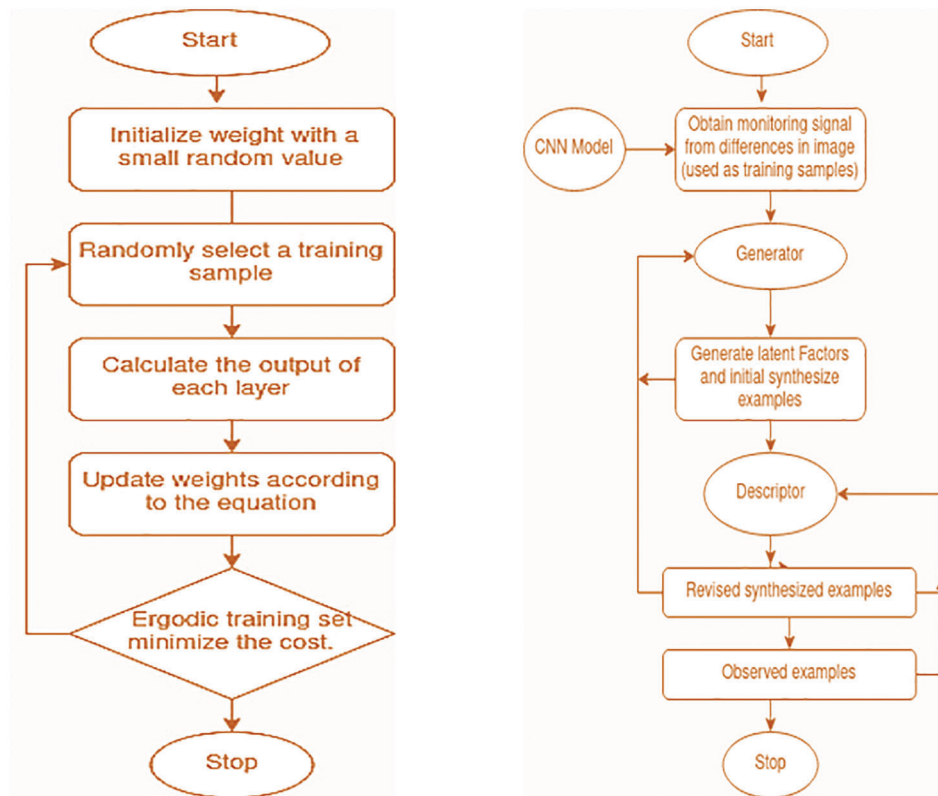 Start
Initialize weight with a
small random value
Randomly select a training
sample
Calculate the output of
each layer
Update weights according
to the equation
Ergodic training set
minimize the cost.
Stop
Start
CNN Model
Obtain monitoring signal
from differences in image
(used as training samples)
Generator
Generate latent Factors
and initial synthesize
examples
Descriptor
Revised synthesized examples
Observed examples
Stop